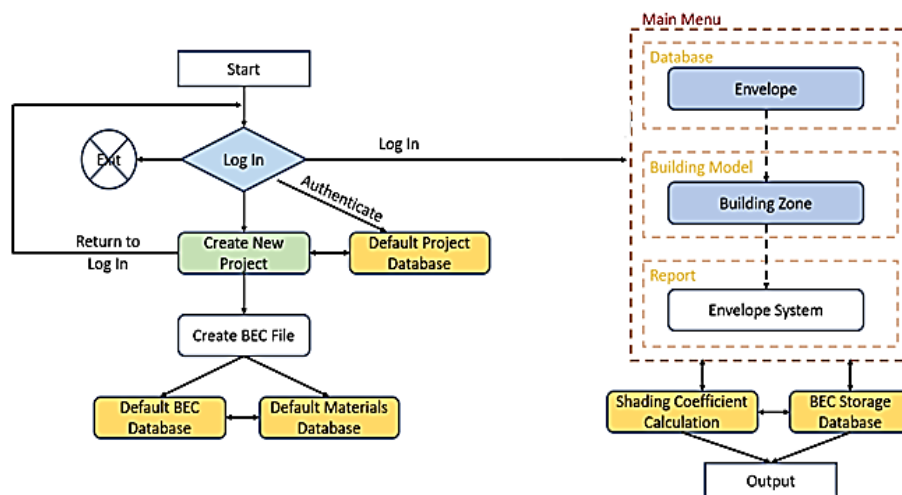 Start
Log In
Exit
Log In
Authenticate
Return to
Log In
Create New
Project
Default Project
Database
Create BEC File
Default BEC
Database
Default Materials
Database
Main Menu
Database
Envelope
Building Model
Building Zone
Report
Envelope System
Shading Coefficient
Calculation
BEC Storage
Database
Output